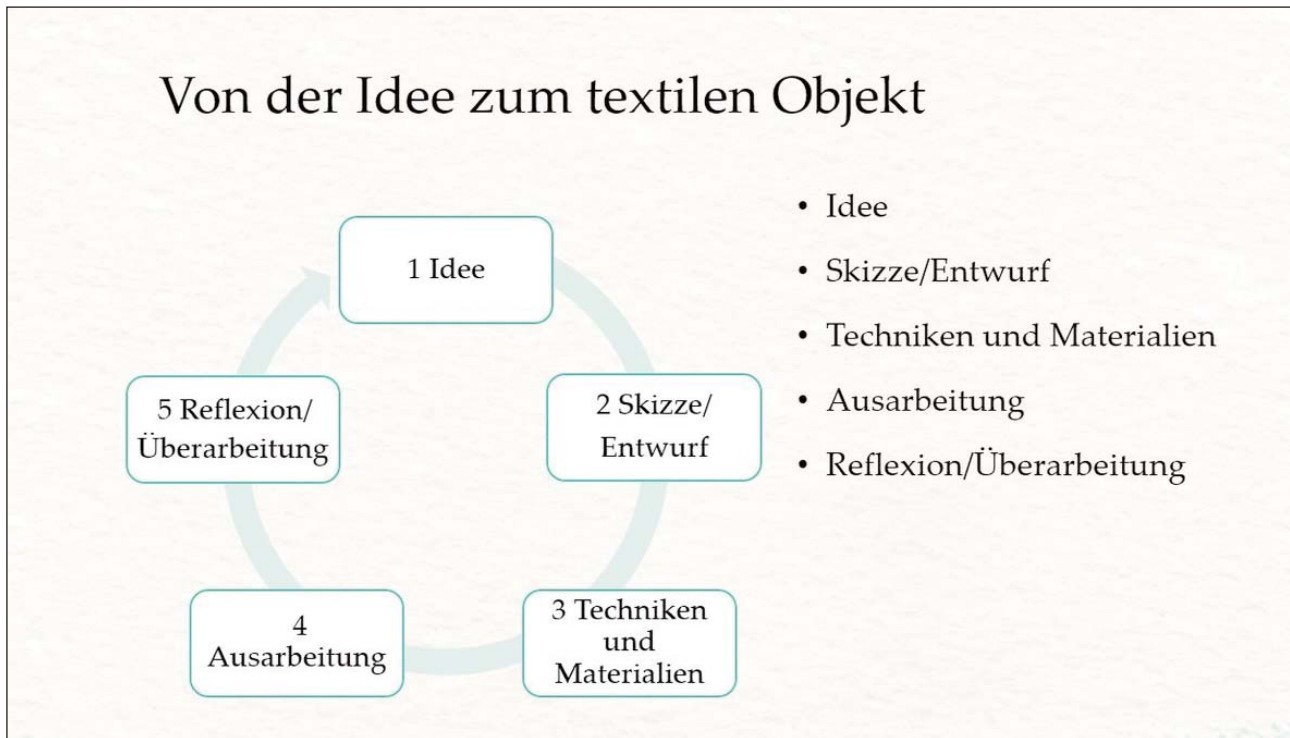 Von der Idee zum textilen Objekt
1 Idee
2 Skizze/
Entwurf
3 Techniken
und
Materialien
4
Ausarbeitung
5 Reflexion/
Überarbeitung
• Idee
• Skizze/Entwurf
• Techniken und Materialien
• Ausarbeitung
• Reflexion/Überarbeitung